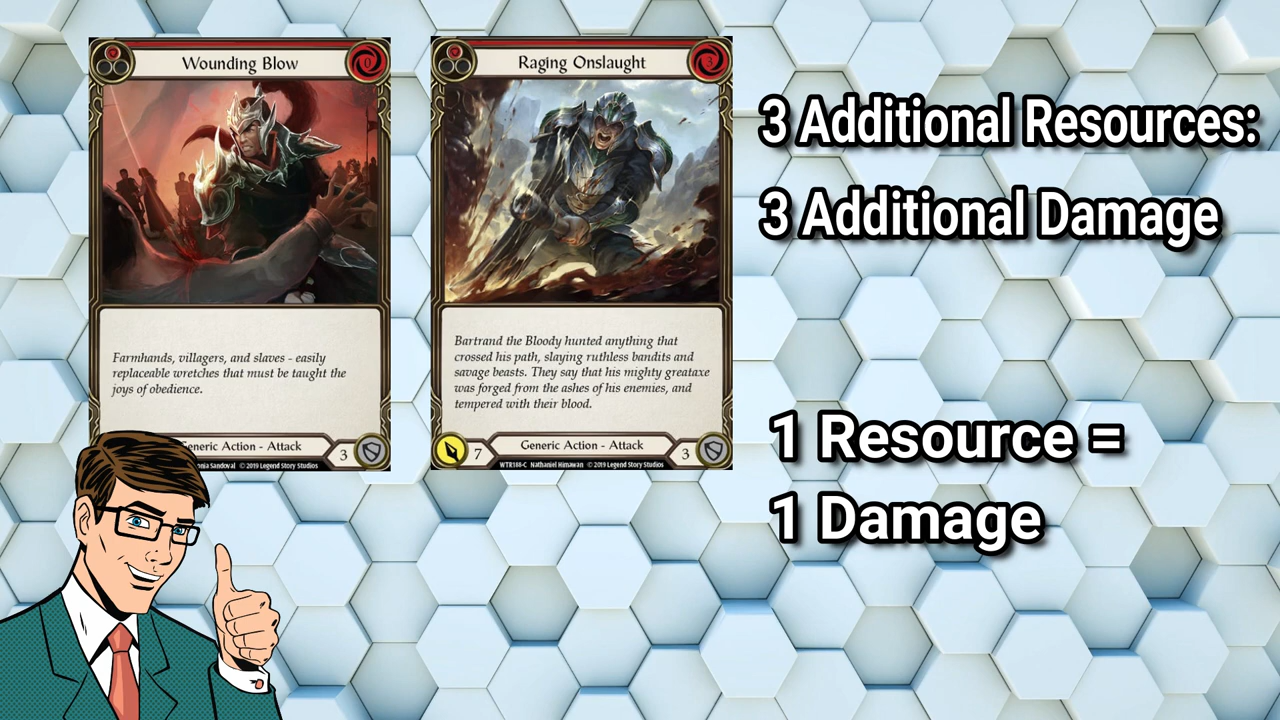 Wounding Blow
0
Farmhands, villagers, and slaves - easily
replaceable wretches that must be taught the
joys of obedience.
Generic Action - Attack
3
Sandoval © 2019 Legend Story Studios
Raging Onslaught
3
Bartrand the Bloody hunted anything that
crossed his path, slaying ruthless bandits and
savage beasts. They say that his mighty greataxe
was forged from the ashes of his enemies, and
tempered with their blood.
7
Generic Action - Attack
3
WTR188-C Nathaniel Himawan © 2019 Legend Story Studios
3 Additional Resources:
3 Additional Damage
1 Resource =
1 Damage